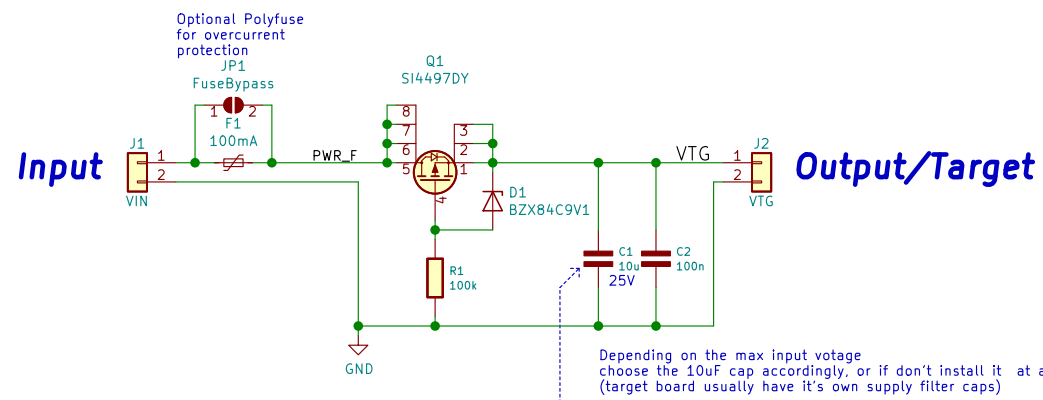 Optional Polyfuse
for overcurrent
protection
JP1
FuseBypass
1 2
F1
100mA
Q1
SI4497DY
8
7
6
5
3
2
1
4
Input
J1
1
2
VIN
PWR_F
VTG
J2
1
2
VTG
Output/Target
D1
BZX84C9V1
R1
100k
C1
10u
25V
C2
100n
GND
Depending on the max input votage
choose the 10uF cap accordingly, or if don't install it at
(target board usually have it's own supply filter caps)